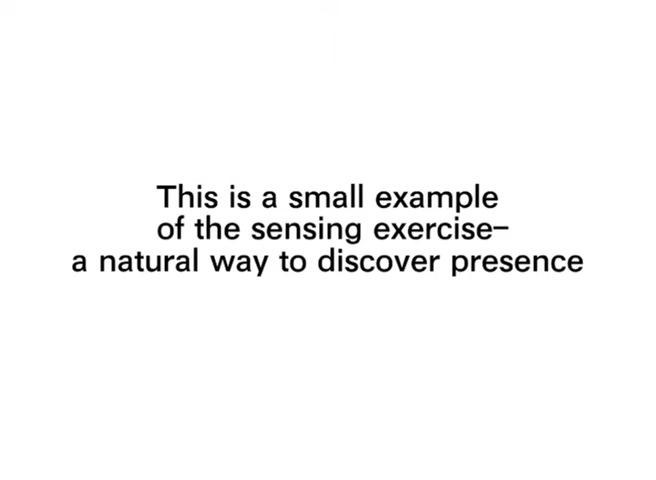 This is a small example
of the sensing exercise–
a natural way to discover presence